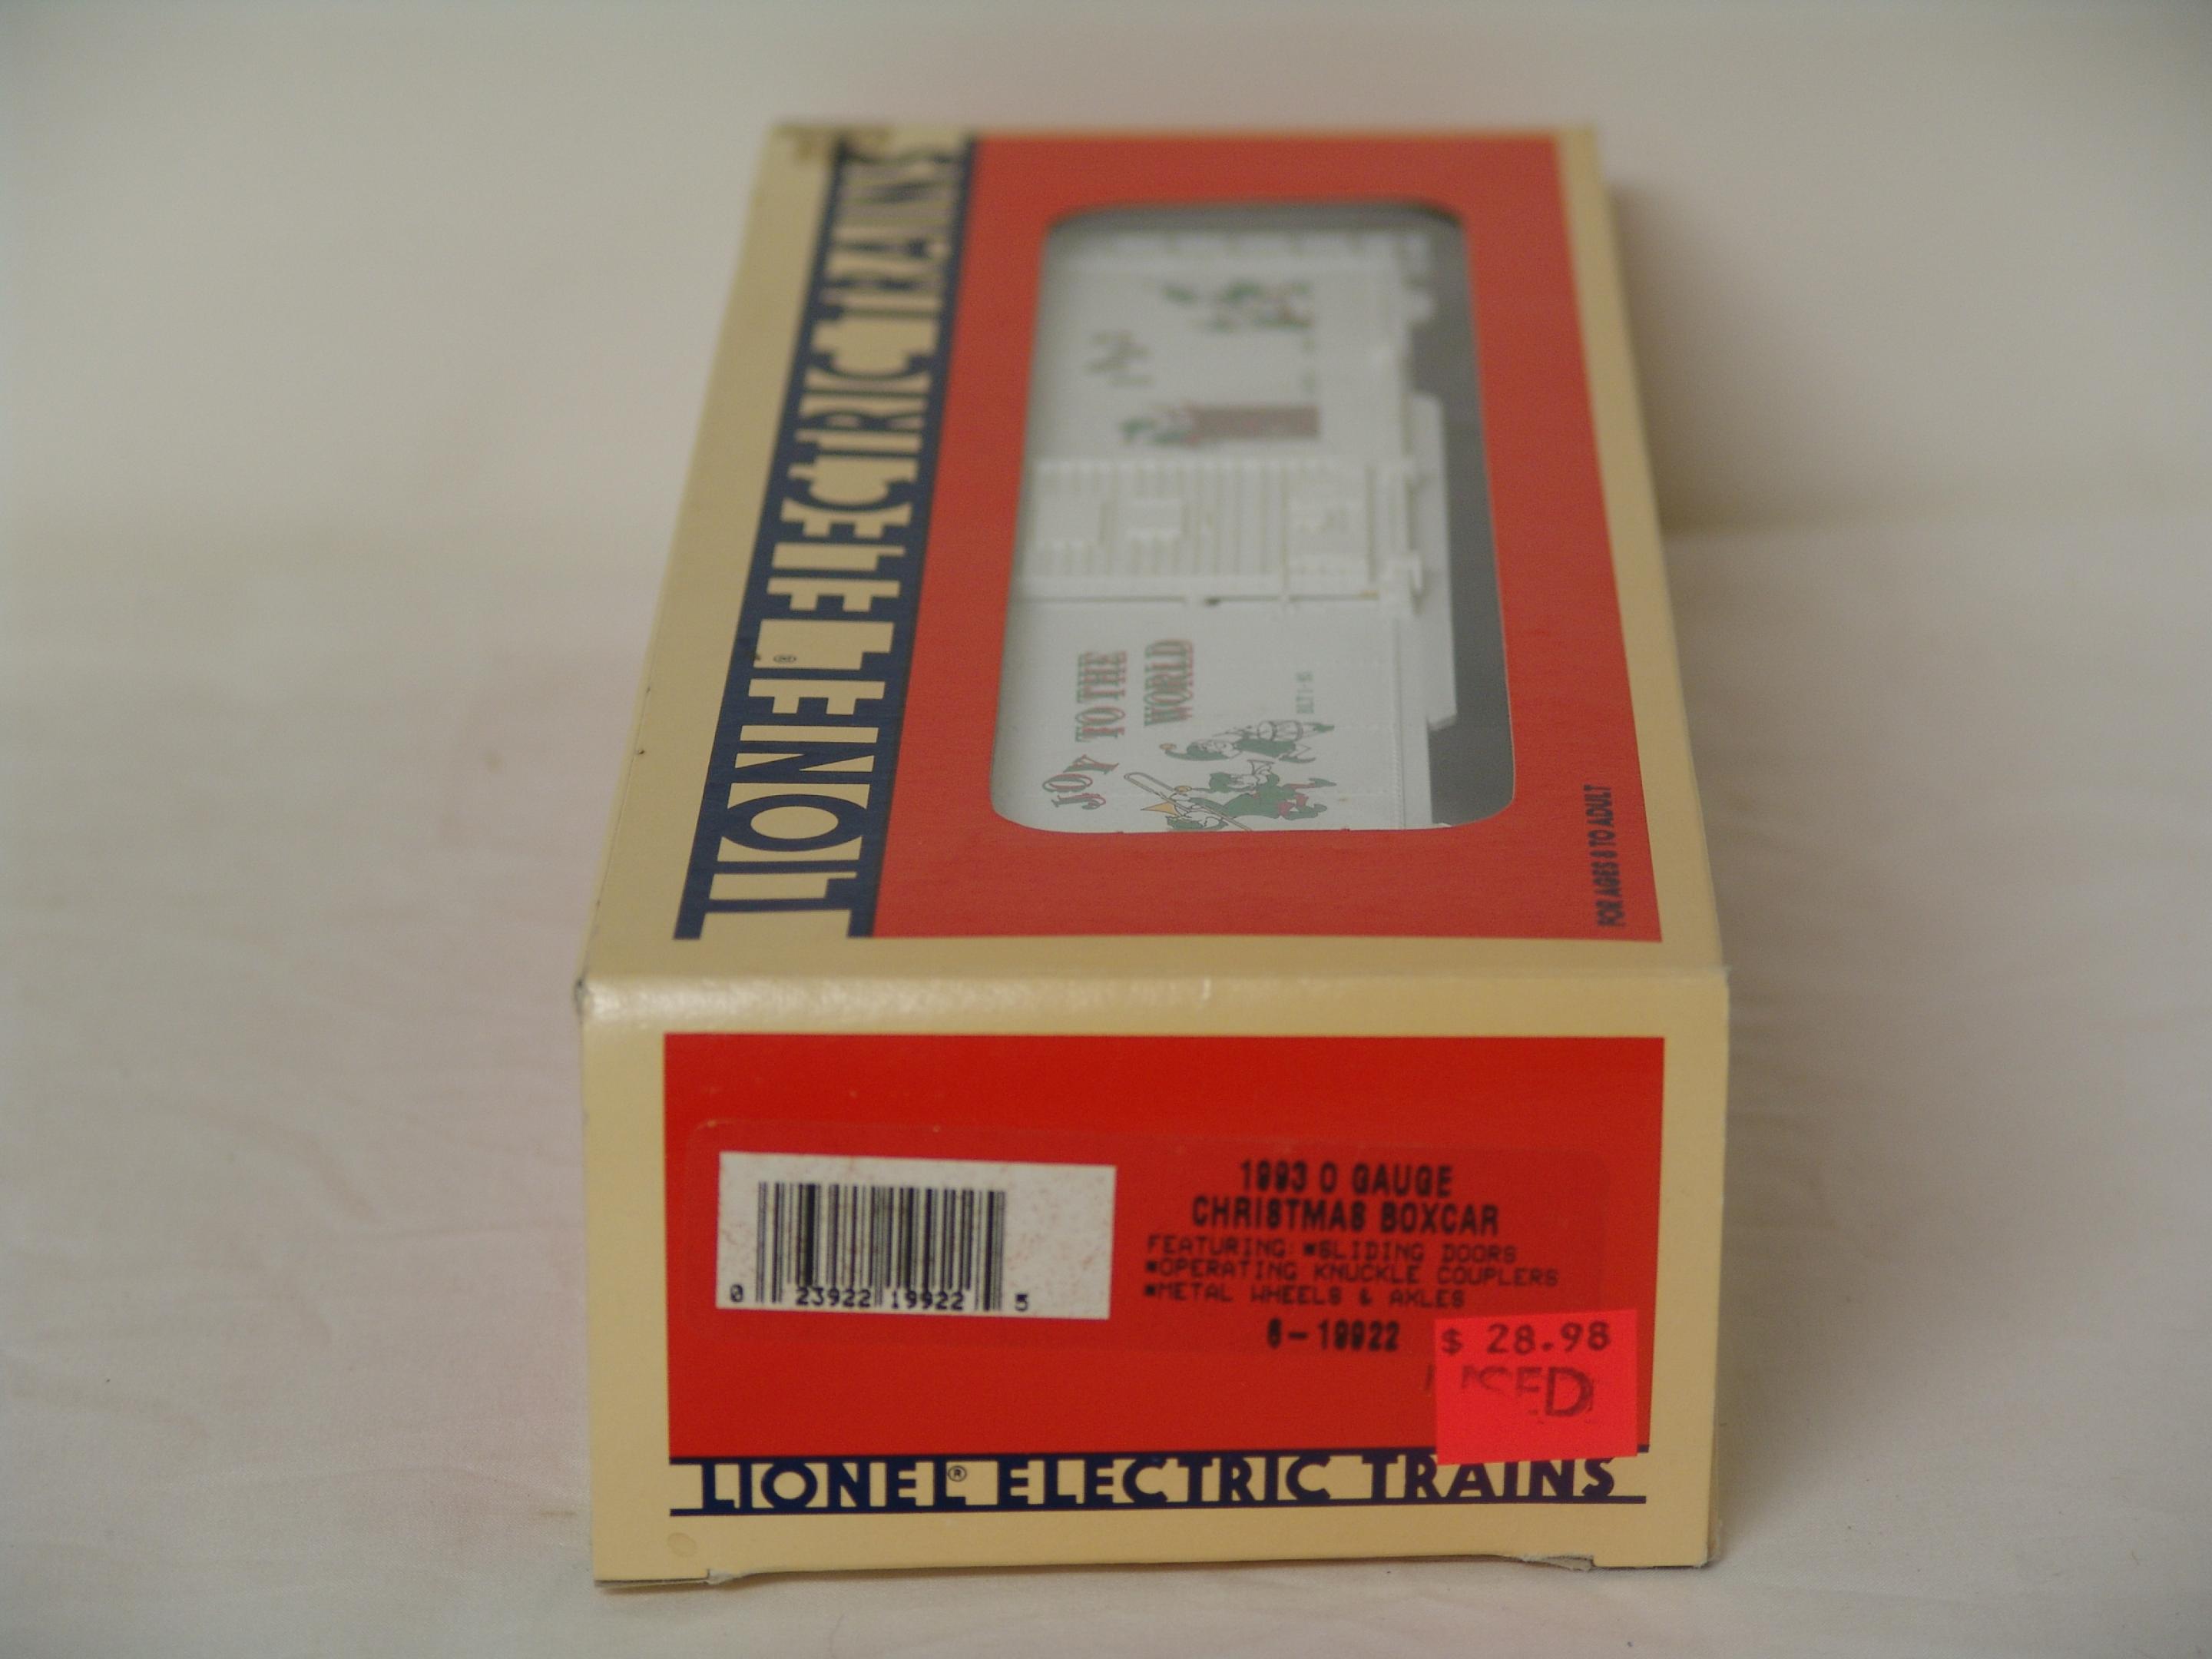 LIONEL® ELECTRIC TRAINS
JOY
TO THE
WORLD
FOR AGES 8 TO ADULT
1993 O GAUGE
CHRISTMAS BOXCAR
FEATURING: ■SLIDING DOORS
■OPERATING KNUCKLE COUPLERS
■METAL WHEELS & AXLES
6-19922
0 23922 19922 5
$ 28.98
USED
LIONEL® ELECTRIC TRAINS